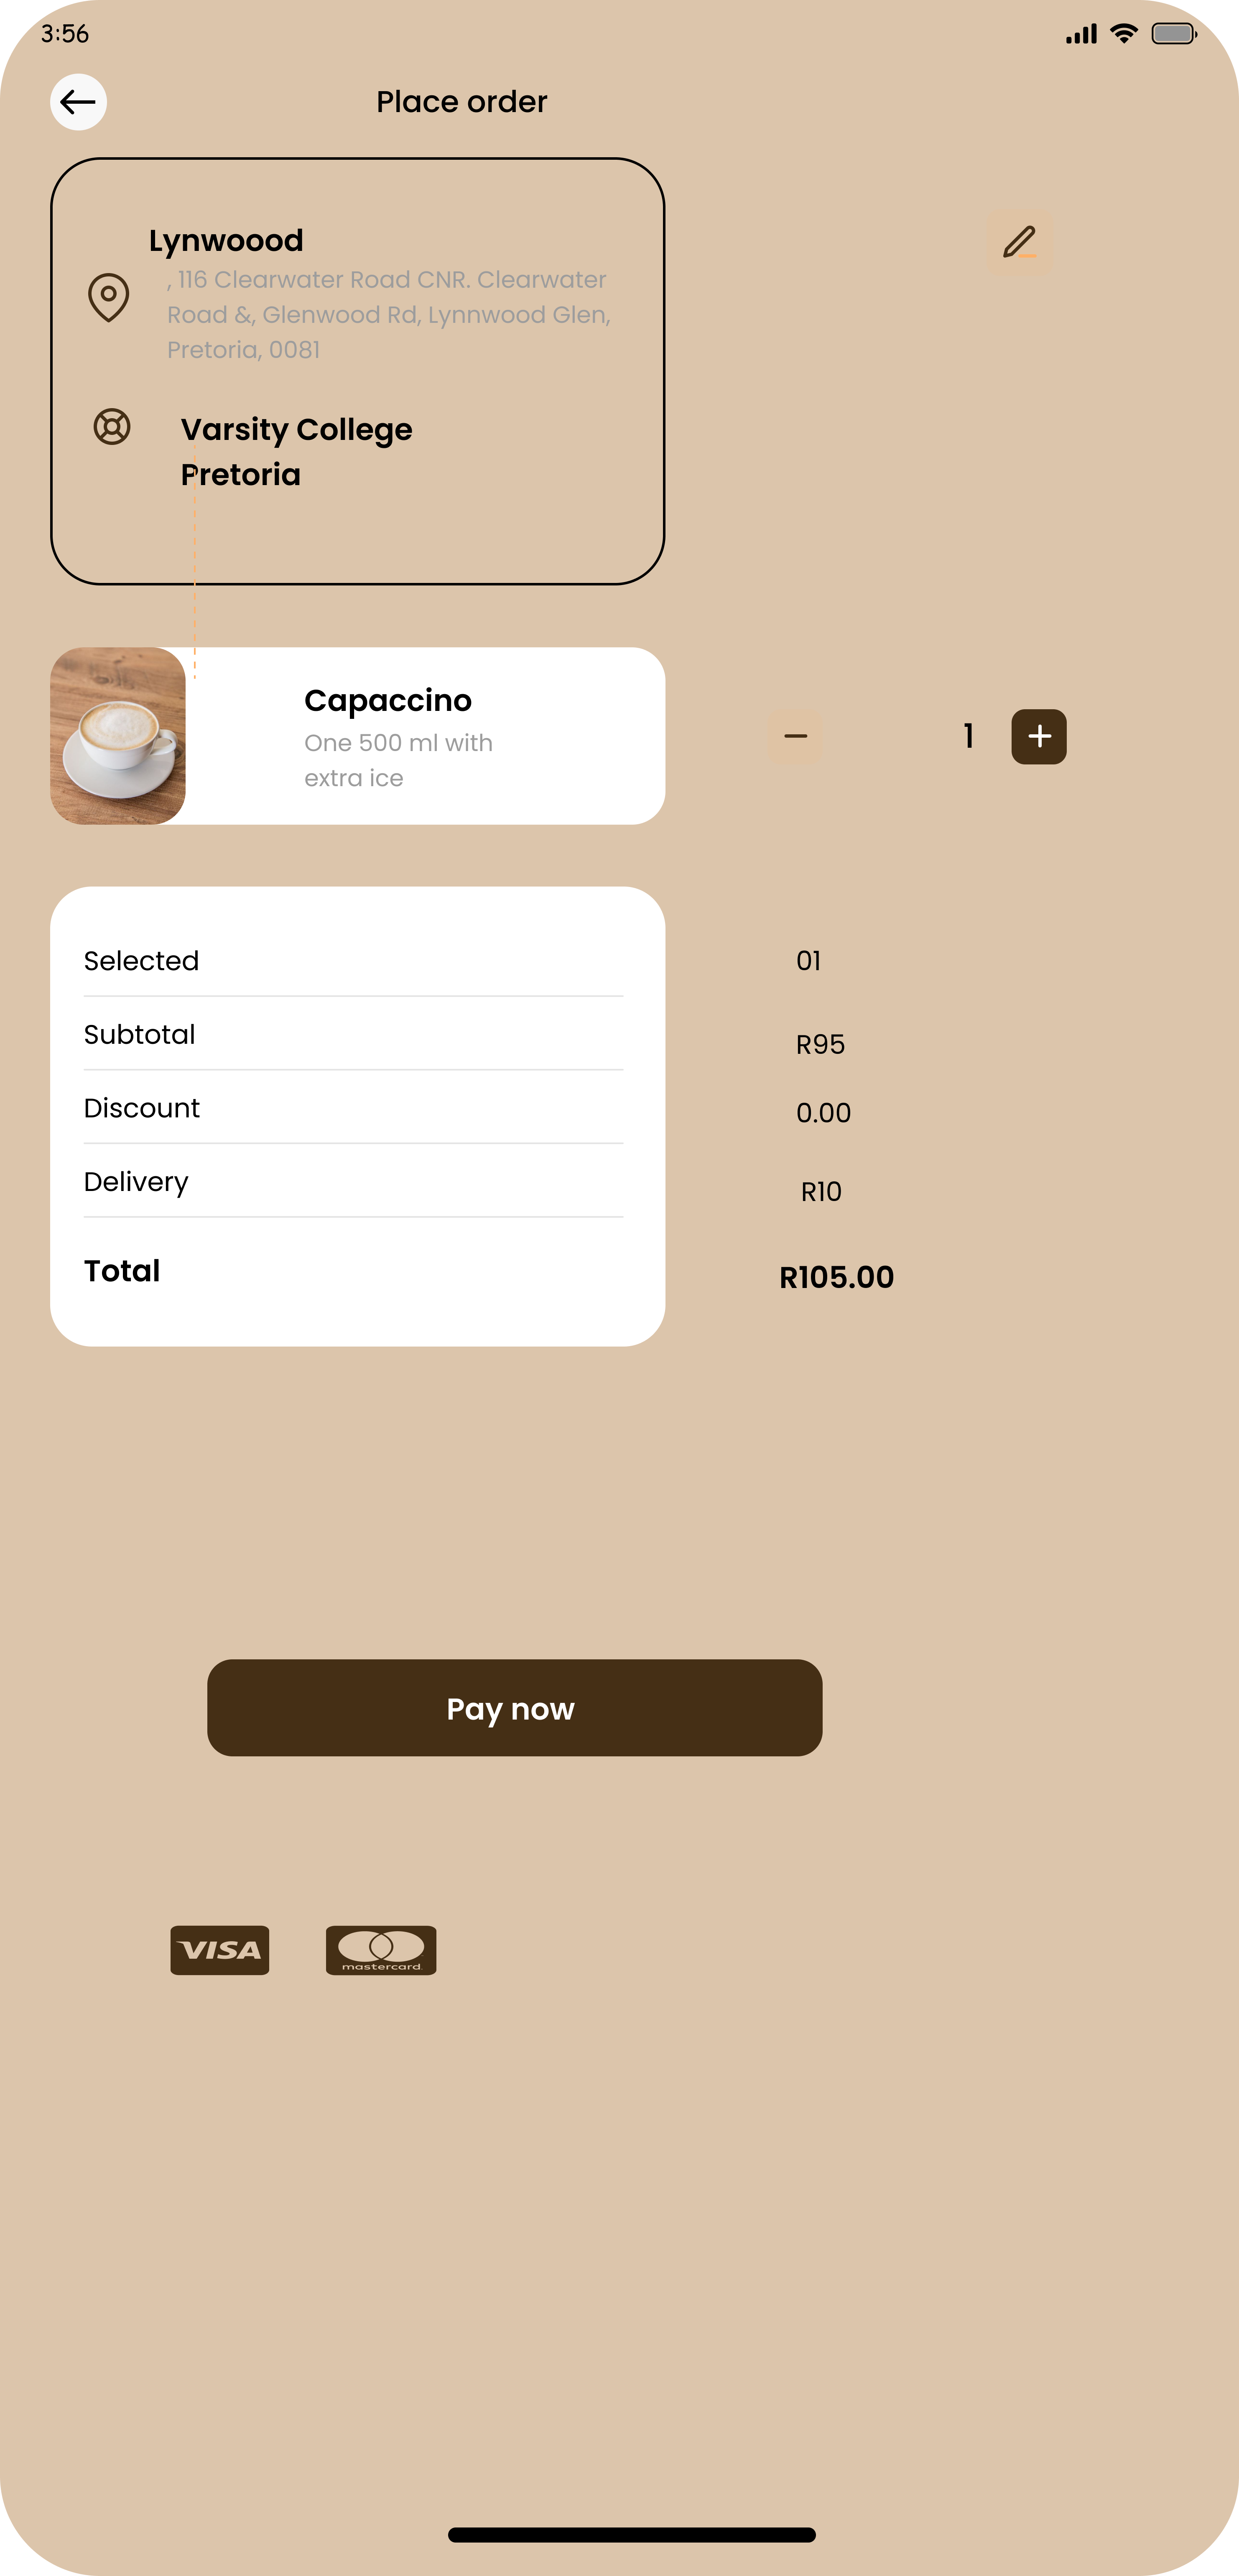 3:56
Place order
Lynwoood
, 116 Clearwater Road CNR. Clearwater
Road &, Glenwood Rd, Lynnwood Glen,
Pretoria, 0081
Varsity College
Pretoria
Capaccino
One 500 ml with
extra ice
1
Selected 01
Subtotal R95
Discount 0.00
Delivery R10
Total R105.00
Pay now
VISA mastercard.